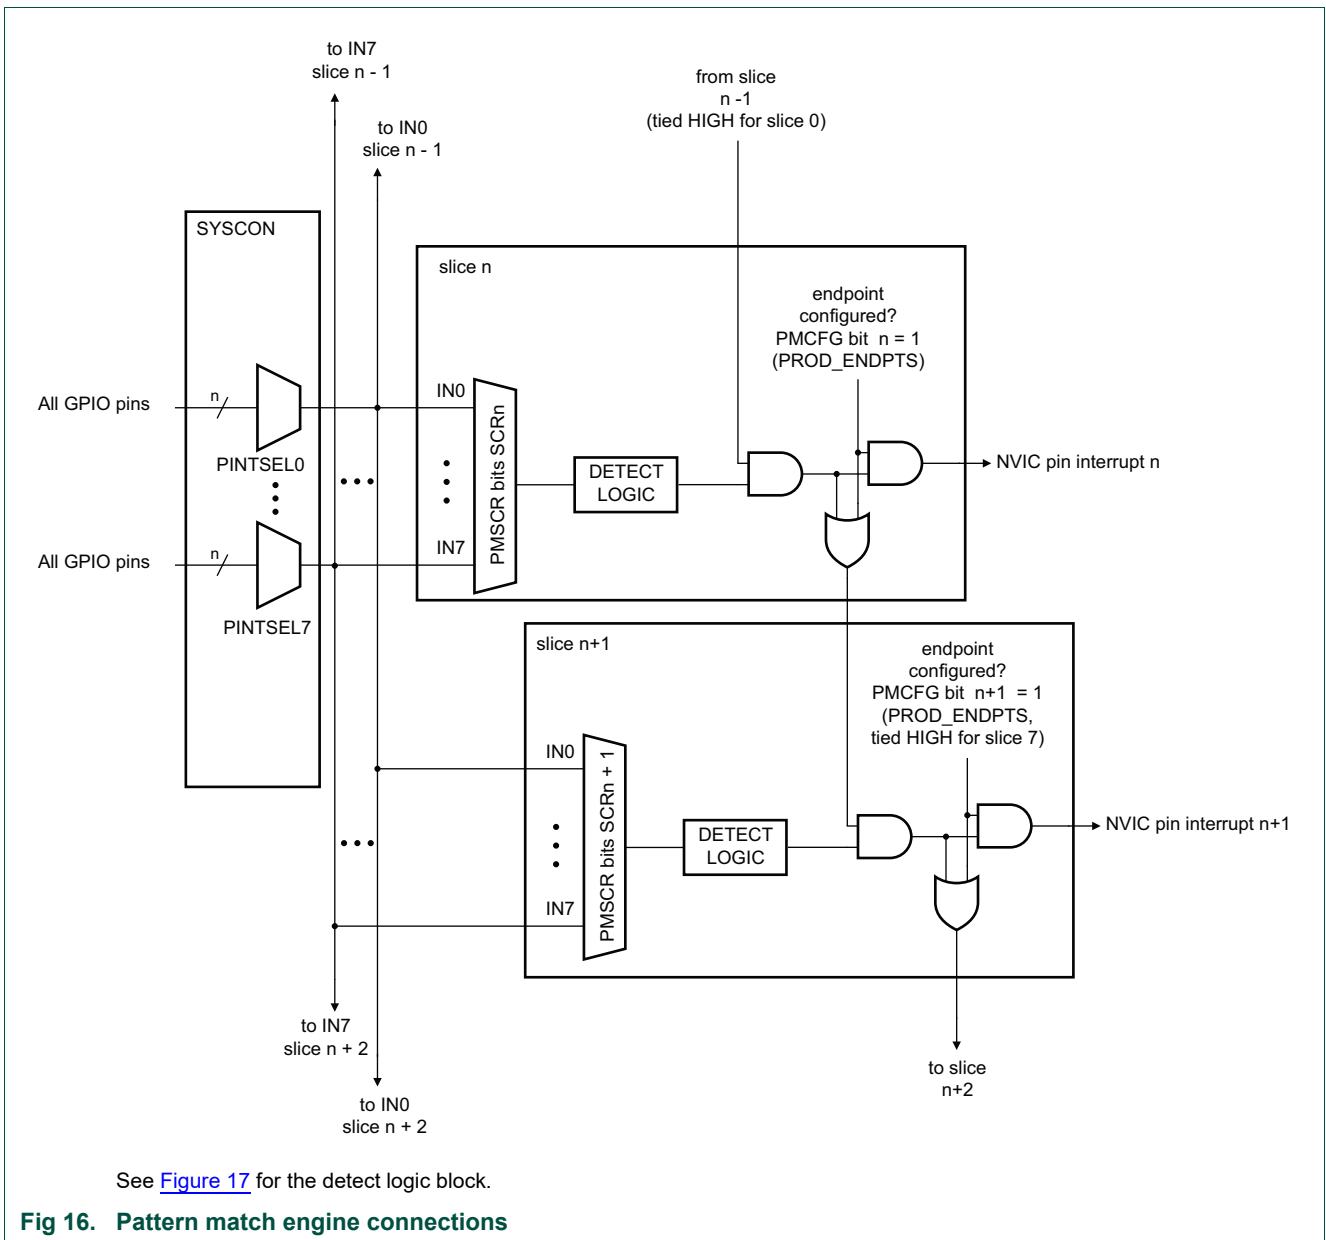 to IN7
slice n - 1
to IN0
slice n - 1
from slice
n -1
(tied HIGH for slice 0)
SYSCON
slice n
endpoint
configured?
PMCFG bit n = 1
(PROD_ENDPTS)
All GPIO pins
n
PINTSEL0
IN0
PMSCR bits SCRn
DETECT
LOGIC
NVIC pin interrupt n
IN7
All GPIO pins
n
PINTSEL7
slice n+1
endpoint
configured?
PMCFG bit n+1 = 1
(PROD_ENDPTS,
tied HIGH for slice 7)
IN0
PMSCR bits SCRn + 1
DETECT
LOGIC
NVIC pin interrupt n+1
IN7
to IN7
slice n + 2
to IN0
slice n + 2
to slice
n+2
See Figure 17 for the detect logic block.
Fig 16. Pattern match engine connections